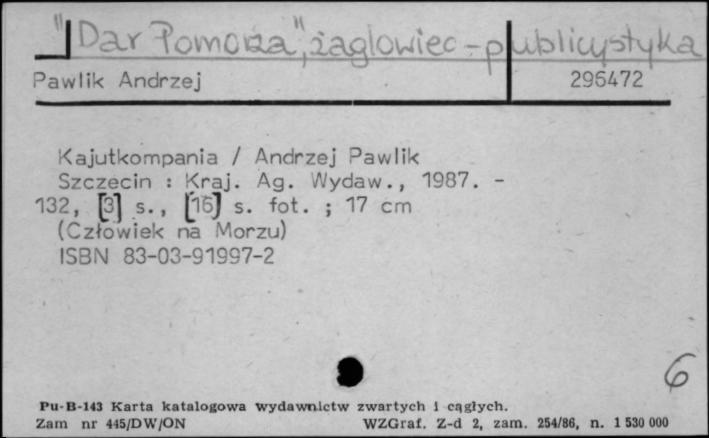 "Dar Pomorza", żaglowiec - publicystyka
Pawlik Andrzej 296472
Kajutkompania / Andrzej Pawlik
Szczecin : Kraj. Ag. Wydaw., 1987. -
132, [3] s., [16] s. fot. ; 17 cm
(Człowiek na Morzu)
ISBN 83-03-91997-2
6
Pu-B-143 Karta katalogowa wydawnictw zwartych i ciągłych.
Zam nr 445/DW/ON WZGraf. Z-d 2, zam. 254/86, n. 1 530 000